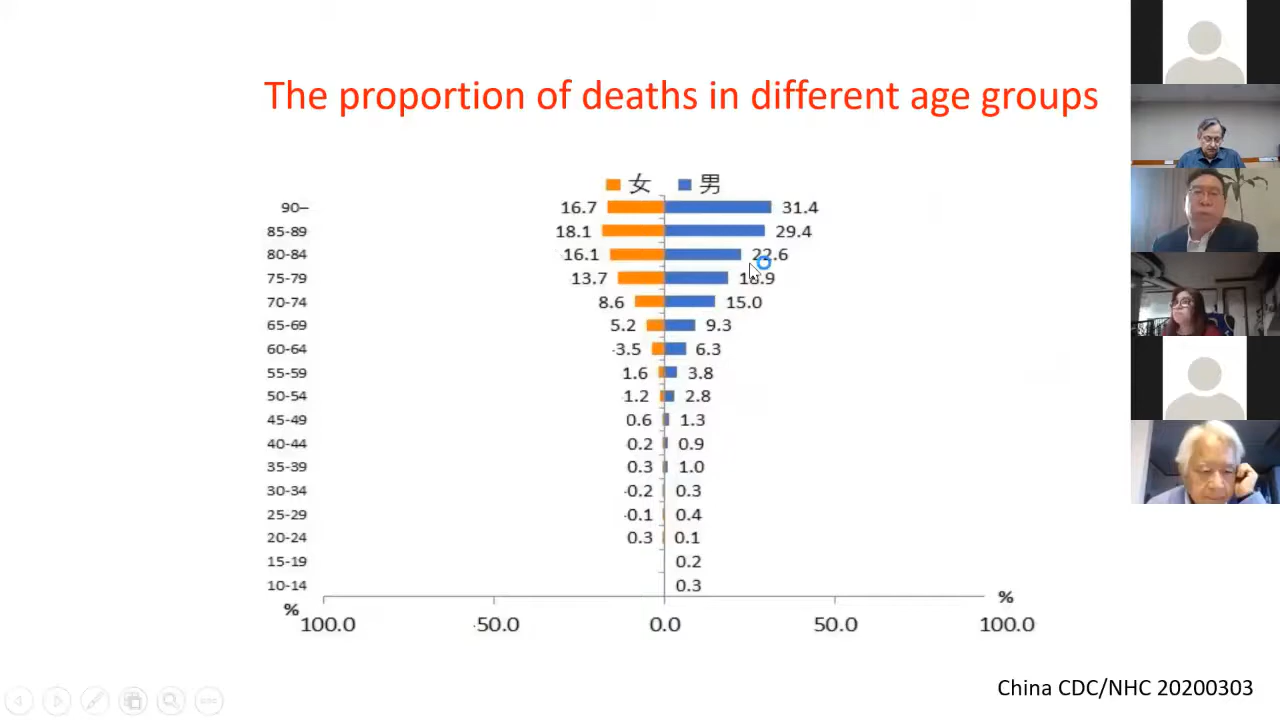 The proportion of deaths in different age groups
女 男
90– 16.7 31.4
85-89 18.1 29.4
80-84 16.1 22.6
75-79 13.7
70-74 8.6 15.0
65-69 5.2 9.3
60-64 3.5 6.3
55-59 1.6 3.8
50-54 1.2 2.8
45-49 0.6 1.3
40-44 0.2 0.9
35-39 0.3 1.0
30-34 0.2 0.3
25-29 0.1 0.4
20-24 0.3 0.1
15-19 0.2
10-14 0.3
% %
100.0 50.0 0.0 50.0 100.0
China CDC/NHC 20200303